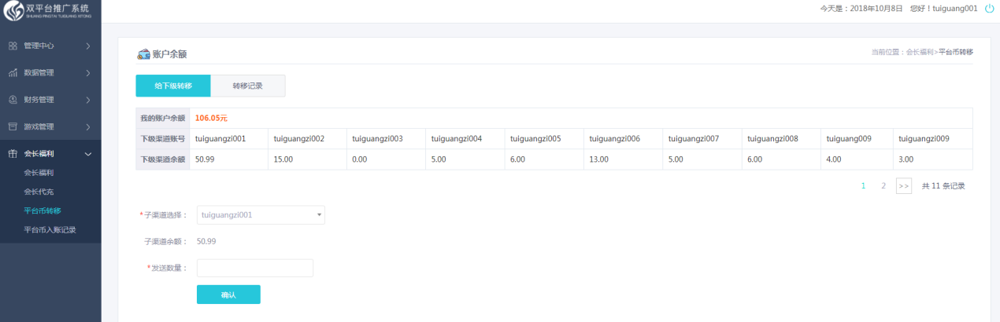 双平台推广系统
SHUANG PINGTAI TUIGUANG XITONG
今天是：2018年10月8日 您好！tuiguang001
管理中心
数据管理
财务管理
游戏管理
会长福利
会长福利
会长代充
平台币转移
平台币入账记录
账户余额
当前位置：会长福利>平台币转移
给下级转移 转移记录
我的账户余额 106.05元
下级渠道账号 tuiguangzi001 tuiguangzi002 tuiguangzi003 tuiguangzi004 tuiguangzi005 tuiguangzi006 tuiguangzi007 tuiguangzi008 tuiguang009 tuiguangzi009
下级渠道余额 50.99 15.00 0.00 5.00 6.00 13.00 5.00 6.00 4.00 3.00
1 2 >> 共 11 条记录
*子渠道选择： tuiguangzi001
子渠道余额： 50.99
*发送数量：
确认